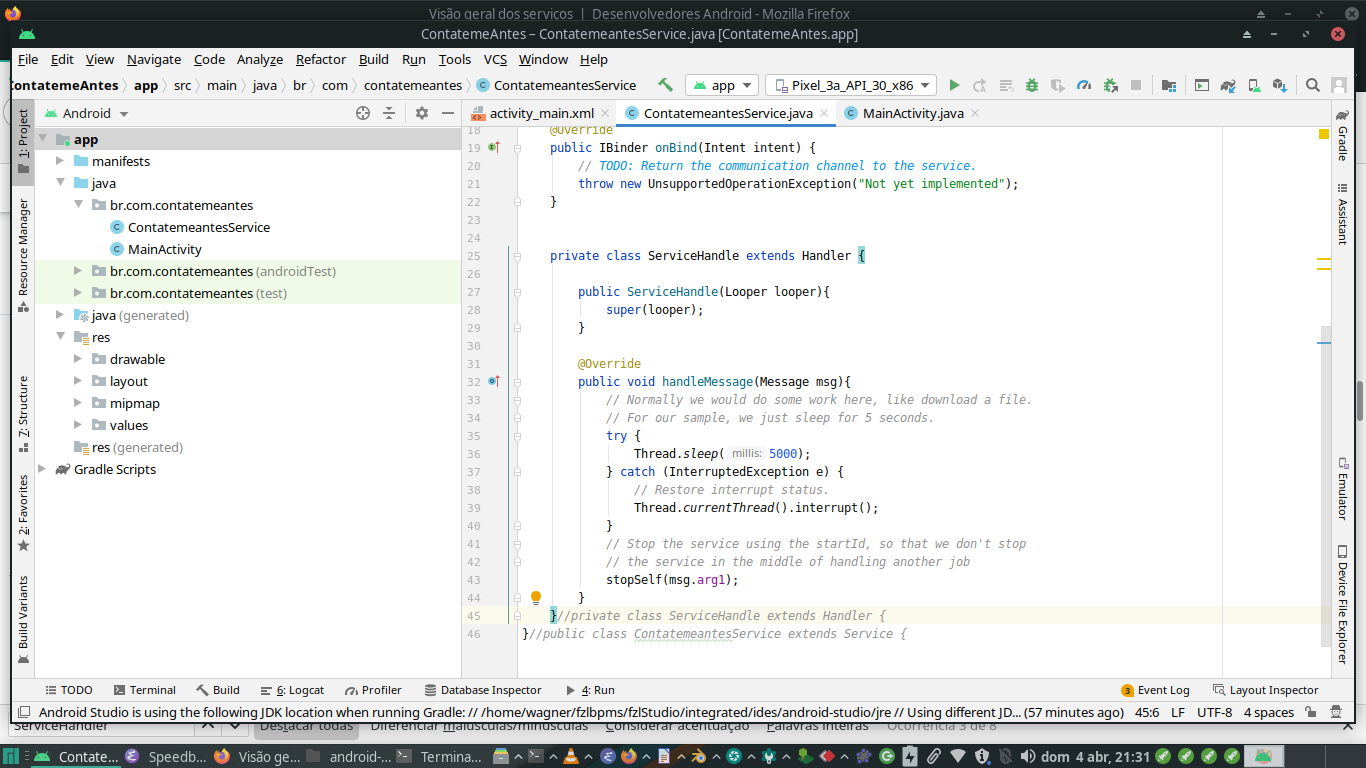 Visão geral dos servicos | Desenvolvedores Android - Mozilla Firefox
ContatemeAntes – ContatemeantesService.java [ContatemeAntes.app]
File Edit View Navigate Code Analyze Refactor Build Run Tools VCS Window Help
ContatemeAntes app src main java br com contatemeantes ContatemeantesService app Pixel_3a_API_30_x86
Android
activity_main.xml ContatemeantesService.java MainActivity.java
1: Project
Resource Manager
7: Structure
2: Favorites
Build Variants
app
manifests
java
br.com.contatemeantes
ContatemeantesService
MainActivity
br.com.contatemeantes (androidTest)
br.com.contatemeantes (test)
java (generated)
res
drawable
layout
mipmap
values
res (generated)
Gradle Scripts
18 @Override
19 public IBinder onBind(Intent intent) {
20 // TODO: Return the communication channel to the service.
21 throw new UnsupportedOperationException("Not yet implemented");
22 }
23
24
25 private class ServiceHandle extends Handler {
26
27 public ServiceHandle(Looper looper){
28 super(looper);
29 }
30
31 @Override
32 public void handleMessage(Message msg){
33 // Normally we would do some work here, like download a file.
34 // For our sample, we just sleep for 5 seconds.
35 try {
36 Thread.sleep( millis: 5000);
37 } catch (InterruptedException e) {
38 // Restore interrupt status.
39 Thread.currentThread().interrupt();
40 }
41 // Stop the service using the startId, so that we don't stop
42 // the service in the middle of handling another job
43 stopSelf(msg.arg1);
44 }
45 }//private class ServiceHandle extends Handler {
46 }//public class ContatemeantesService extends Service {
Gradle
Assistant
Emulator
Device File Explorer
TODO Terminal Build 6: Logcat Profiler Database Inspector 4: Run 3 Event Log Layout Inspector
Android Studio is using the following JDK location when running Gradle: // /home/wagner/fzlbpms/fzlStudio/integrated/ides/android-studio/jre // Using different JD... (57 minutes ago) 45:6 LF UTF-8 4 spaces
ServiceHandler Destacar todas Diferenciar maiúsculas/minúsculas Considerar acentuação Palavras inteiras Ocorrência 3 de 8
Contate... Speedb... Visão ge... android-... Termina... dom 4 abr, 21:31